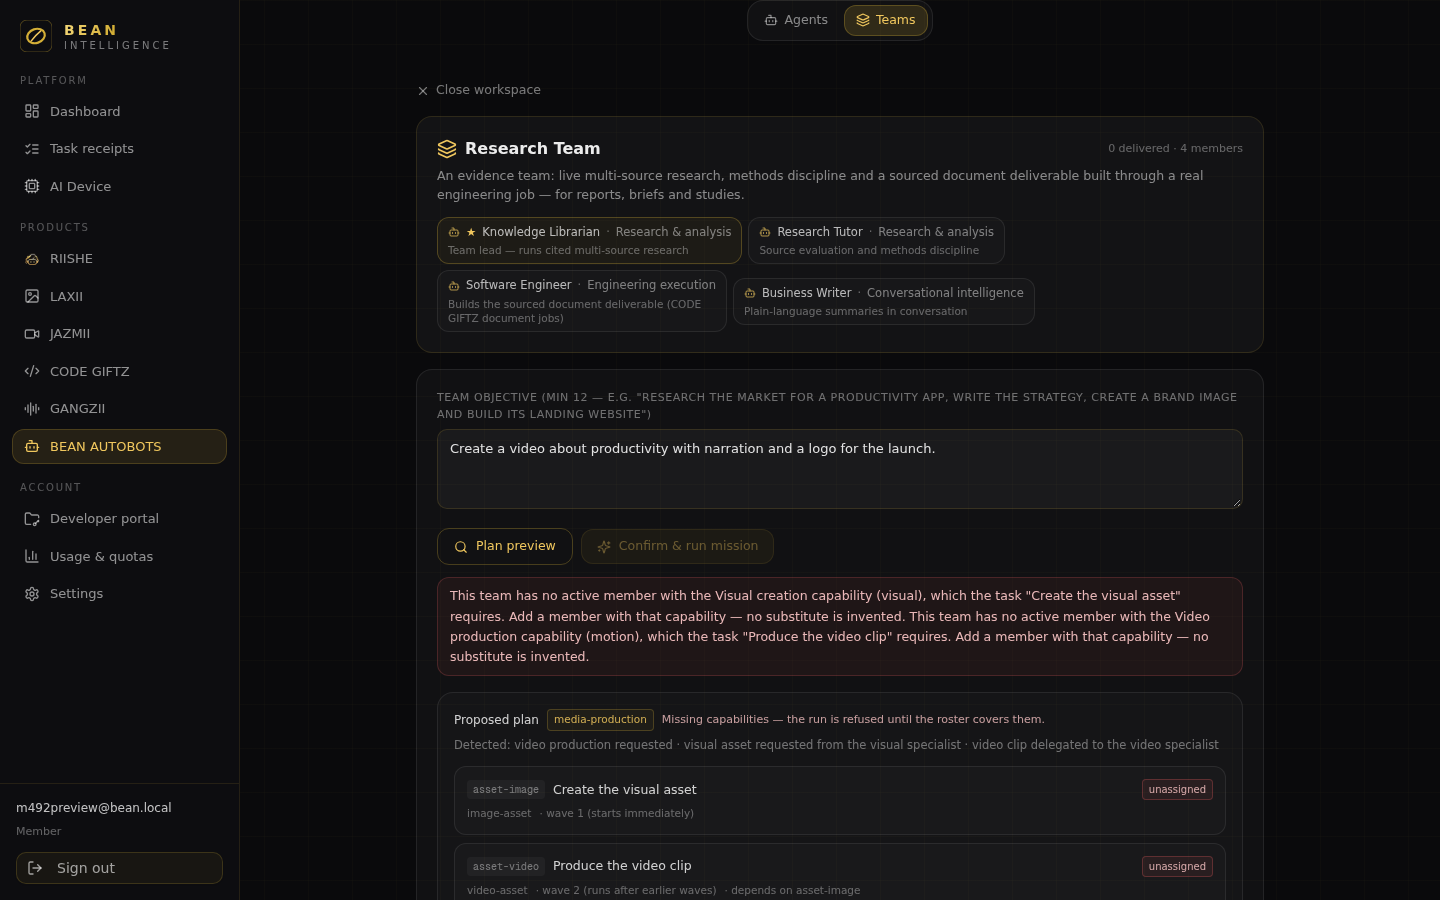 BEAN
INTELLIGENCE
PLATFORM
Dashboard
Task receipts
AI Device
PRODUCTS
RIISHE
LAXII
JAZMII
CODE GIFTZ
GANGZII
BEAN AUTOBOTS
ACCOUNT
Developer portal
Usage & quotas
Settings
m492preview@bean.local
Member
Sign out
Agents
Teams
Close workspace
Research Team
0 delivered · 4 members
An evidence team: live multi-source research, methods discipline and a sourced document deliverable built through a real
engineering job — for reports, briefs and studies.
★ Knowledge Librarian · Research & analysis
Team lead — runs cited multi-source research
Research Tutor · Research & analysis
Source evaluation and methods discipline
Software Engineer · Engineering execution
Builds the sourced document deliverable (CODE
GIFTZ document jobs)
Business Writer · Conversational intelligence
Plain-language summaries in conversation
TEAM OBJECTIVE (MIN 12 — E.G. "RESEARCH THE MARKET FOR A PRODUCTIVITY APP, WRITE THE STRATEGY, CREATE A BRAND IMAGE
AND BUILD ITS LANDING WEBSITE")
Create a video about productivity with narration and a logo for the launch.
Plan preview
Confirm & run mission
This team has no active member with the Visual creation capability (visual), which the task "Create the visual asset"
requires. Add a member with that capability — no substitute is invented. This team has no active member with the Video
production capability (motion), which the task "Produce the video clip" requires. Add a member with that capability — no
substitute is invented.
Proposed plan
media-production
Missing capabilities — the run is refused until the roster covers them.
Detected: video production requested · visual asset requested from the visual specialist · video clip delegated to the video specialist
asset-image
Create the visual asset
unassigned
image-asset · wave 1 (starts immediately)
asset-video
Produce the video clip
unassigned
video-asset · wave 2 (runs after earlier waves) · depends on asset-image